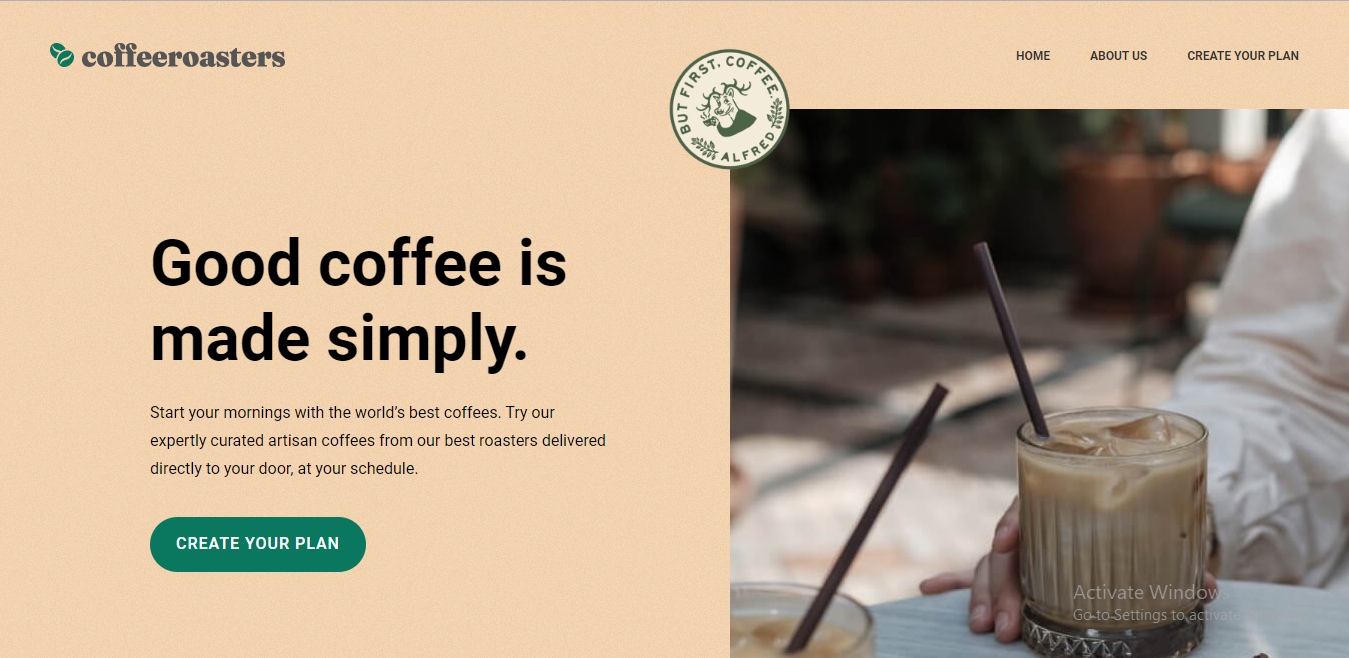 coffeeroasters
HOME
ABOUT US
CREATE YOUR PLAN
BUT FIRST, COFFEE.
ALFRED
Good coffee is
made simply.
Start your mornings with the world’s best coffees. Try our
expertly curated artisan coffees from our best roasters delivered
directly to your door, at your schedule.
CREATE YOUR PLAN
Activate Windows
Go to Settings to activate